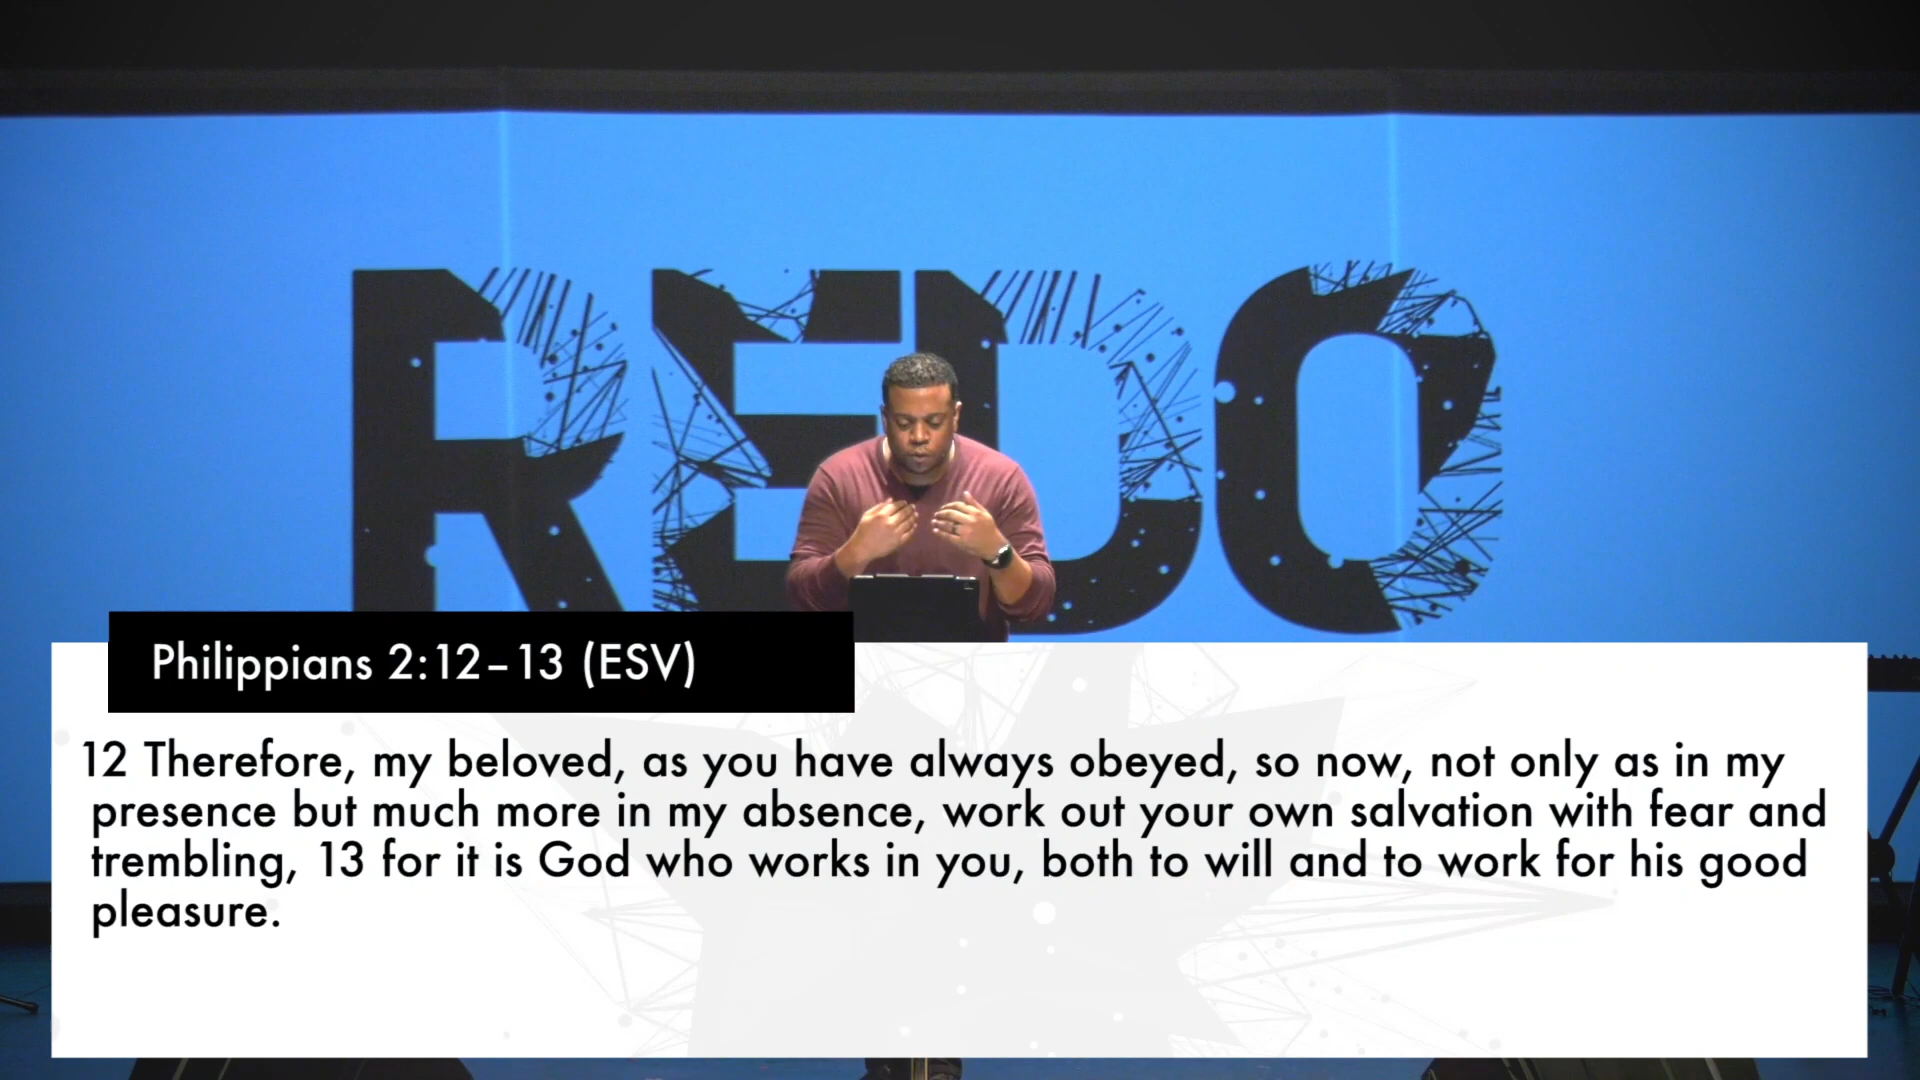 REDO
Philippians 2:12–13 (ESV)
12 Therefore, my beloved, as you have always obeyed, so now, not only as in my
presence but much more in my absence, work out your own salvation with fear and
trembling, 13 for it is God who works in you, both to will and to work for his good
pleasure.